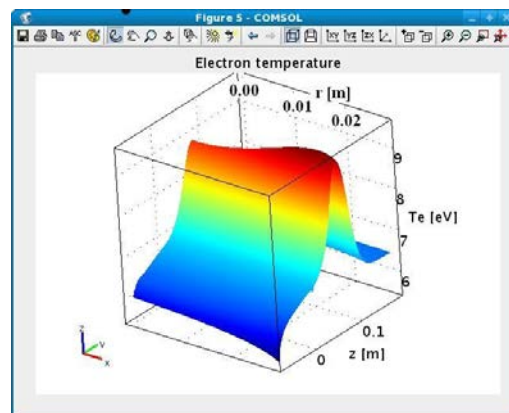 Figure 5 - COMSOL
Electron temperature
0.00
0.01
0.02
r [m]
9
8
7
6
Te [eV]
0.1
0
z [m]
z
y
x